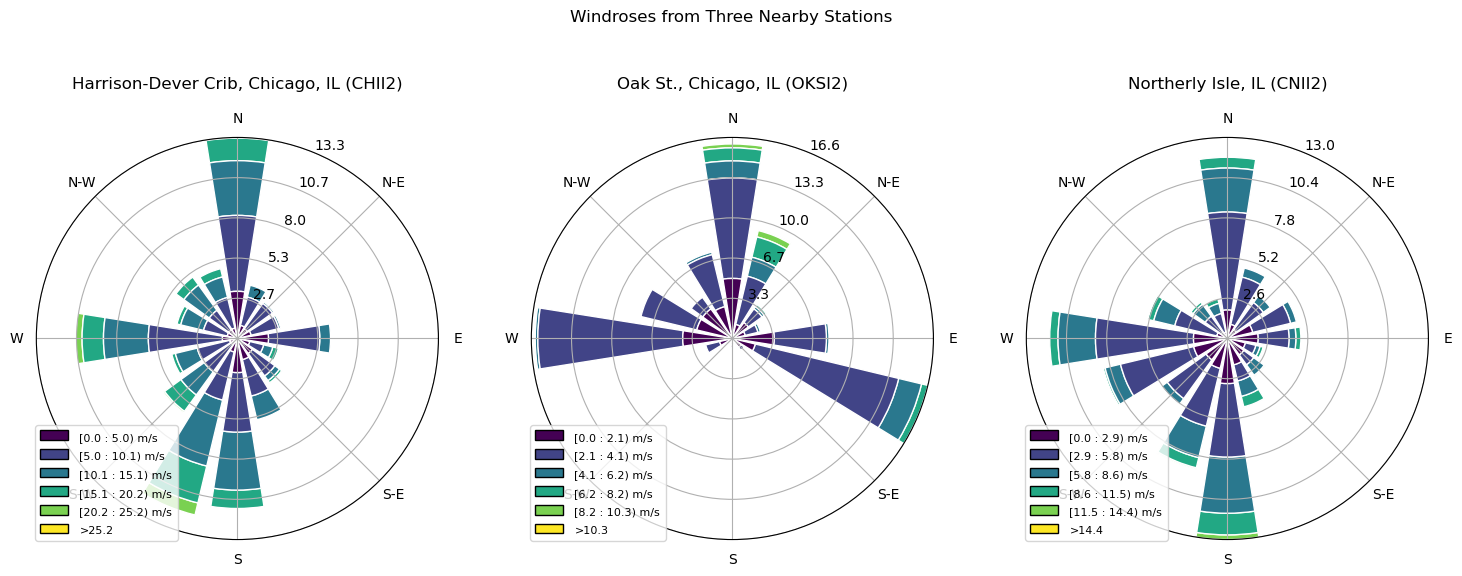 Windroses from Three Nearby Stations
Harrison-Dever Crib, Chicago, IL (CHII2)
N
N-W
N-E
W
E
S-E
S
13.3
10.7
8.0
5.3
2.7
[0.0 : 5.0) m/s
[5.0 : 10.1) m/s
[10.1 : 15.1) m/s
[15.1 : 20.2) m/s
[20.2 : 25.2) m/s
>25.2
Oak St., Chicago, IL (OKSI2)
N
N-W
N-E
W
E
S-E
S
16.6
13.3
10.0
6.7
3.3
[0.0 : 2.1) m/s
[2.1 : 4.1) m/s
[4.1 : 6.2) m/s
[6.2 : 8.2) m/s
[8.2 : 10.3) m/s
>10.3
Northerly Isle, IL (CNII2)
N
N-W
N-E
W
E
S-E
S
13.0
10.4
7.8
5.2
2.6
[0.0 : 2.9) m/s
[2.9 : 5.8) m/s
[5.8 : 8.6) m/s
[8.6 : 11.5) m/s
[11.5 : 14.4) m/s
>14.4